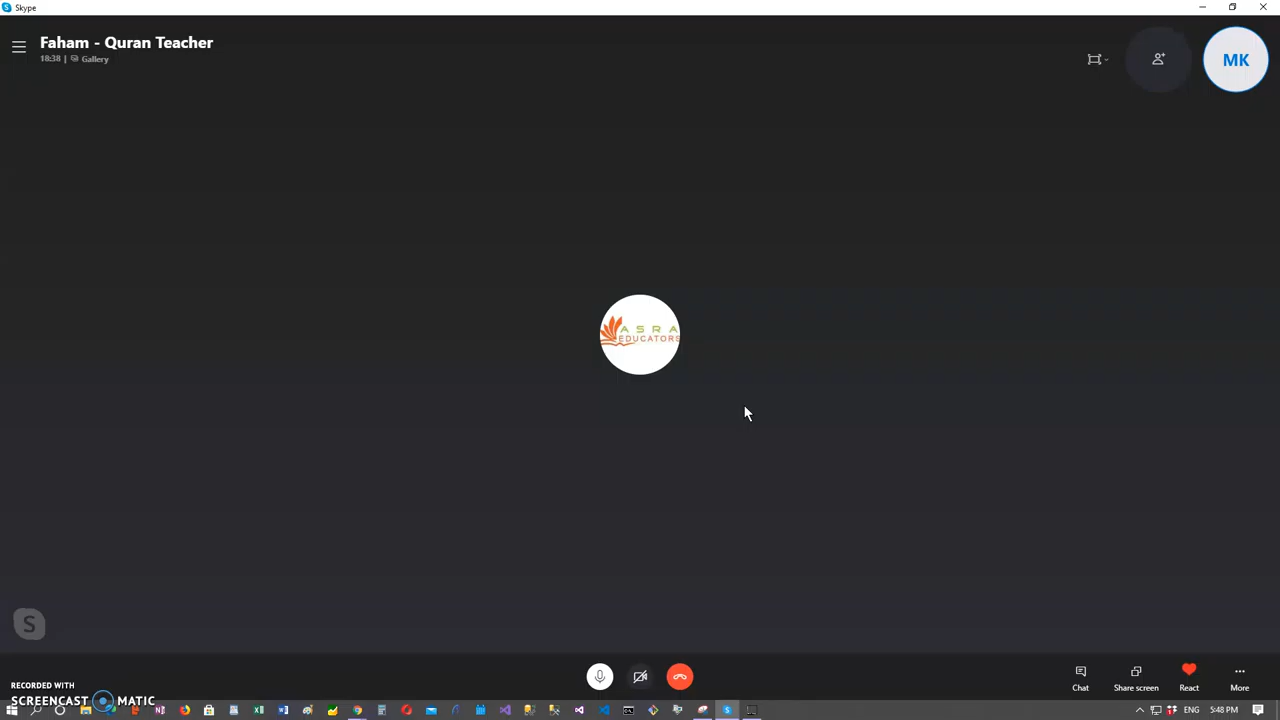 Skype
Faham - Quran Teacher
18:38 | Gallery
MK
ASRA
EDUCATORS
S
RECORDED WITH
SCREENCAST MATIC
Chat
Share screen
React
More
ENG
5:48 PM